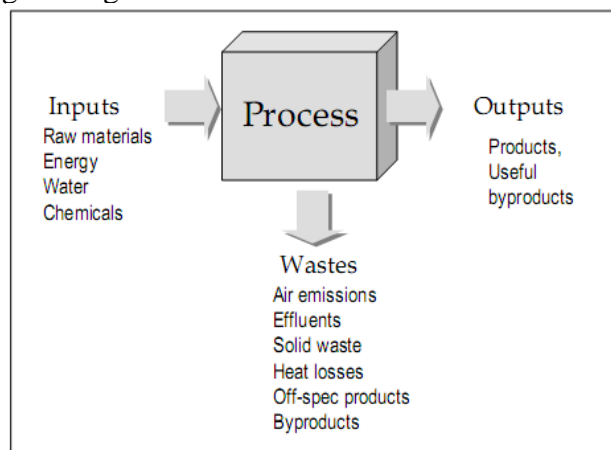 Inputs
Raw materials
Energy
Water
Chemicals
Process
Outputs
Products,
Useful
byproducts
Wastes
Air emissions
Effluents
Solid waste
Heat losses
Off-spec products
Byproducts